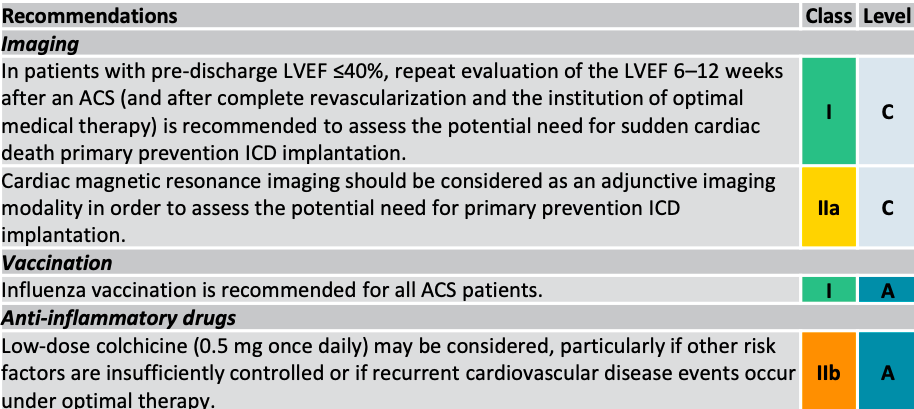 Recommendations Class Level
Imaging
In patients with pre-discharge LVEF ≤40%, repeat evaluation of the LVEF 6–12 weeks
after an ACS (and after complete revascularization and the institution of optimal
medical therapy) is recommended to assess the potential need for sudden cardiac
death primary prevention ICD implantation.
I C
Cardiac magnetic resonance imaging should be considered as an adjunctive imaging
modality in order to assess the potential need for primary prevention ICD
implantation.
IIa C
Vaccination
Influenza vaccination is recommended for all ACS patients. I A
Anti-inflammatory drugs
Low-dose colchicine (0.5 mg once daily) may be considered, particularly if other risk
factors are insufficiently controlled or if recurrent cardiovascular disease events occur
under optimal therapy.
IIb A